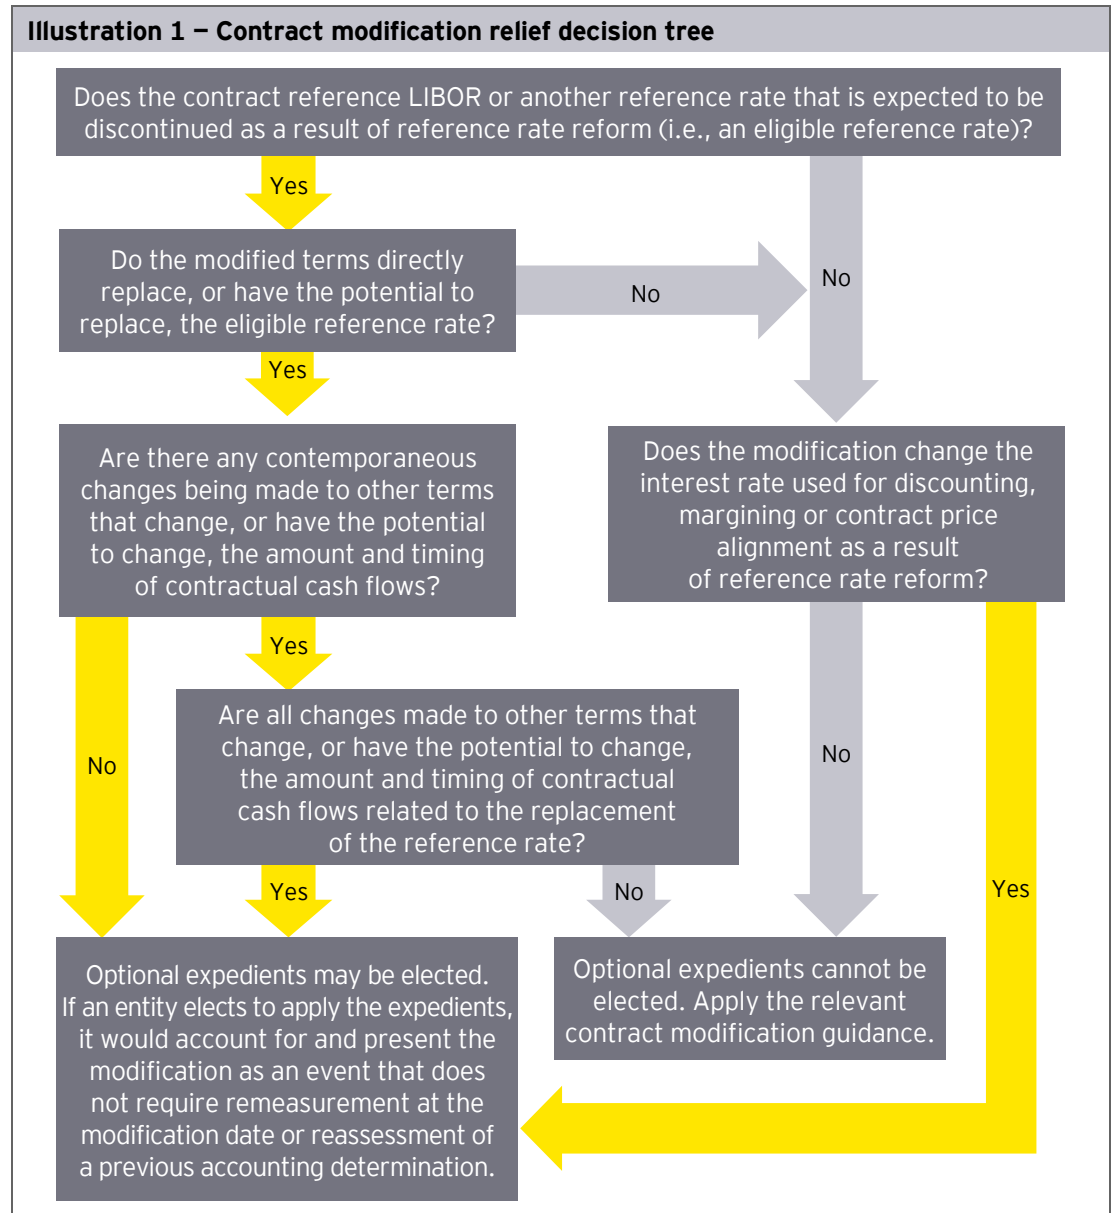 Illustration 1 – Contract modification relief decision tree
Does the contract reference LIBOR or another reference rate that is expected to be
discontinued as a result of reference rate reform (i.e., an eligible reference rate)?
Yes
No
Do the modified terms directly
replace, or have the potential to
replace, the eligible reference rate?
No
Yes
Are there any contemporaneous
changes being made to other terms
that change, or have the potential
to change, the amount and timing
of contractual cash flows?
Does the modification change the
interest rate used for discounting,
margining or contract price
alignment as a result
of reference rate reform?
No
Yes
Are all changes made to other terms that
change, or have the potential to change,
the amount and timing of contractual
cash flows related to the replacement
of the reference rate?
No
Yes
Yes
No
Optional expedients may be elected.
If an entity elects to apply the expedients,
it would account for and present the
modification as an event that does
not require remeasurement at the
modification date or reassessment of
a previous accounting determination.
Optional expedients cannot be
elected. Apply the relevant
contract modification guidance.